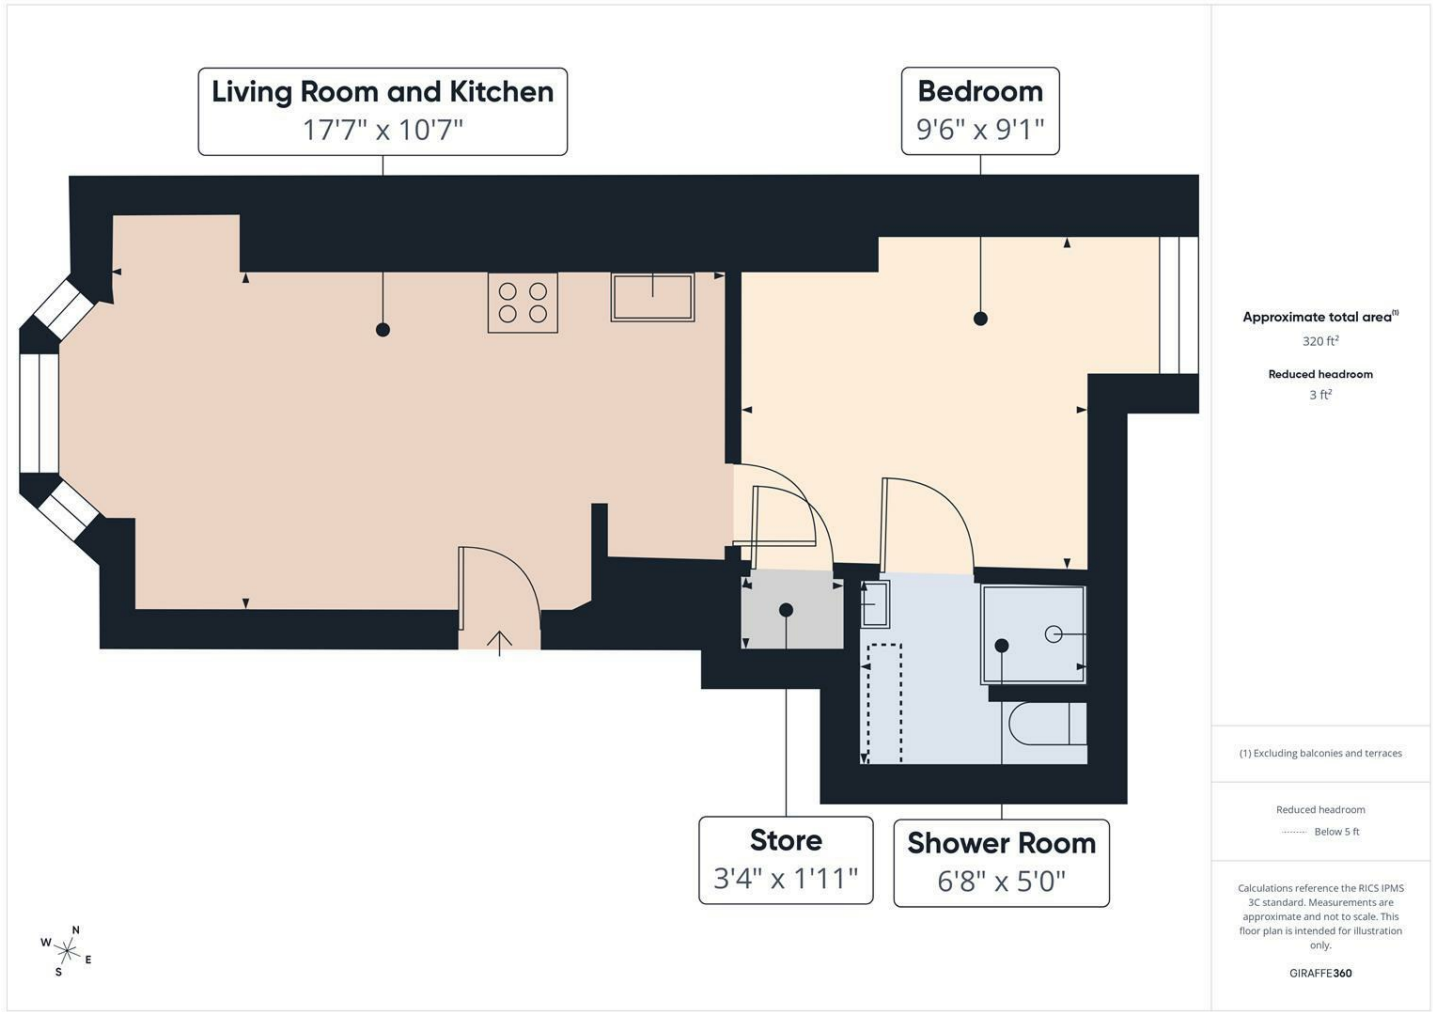 Living Room and Kitchen
17'7" x 10'7"
Bedroom
9'6" x 9'1"
Store
3'4" x 1'11"
Shower Room
6'8" x 5'0"
N
W
E
S
Approximate total area(1)
320 ft²
Reduced headroom
3 ft²
(1) Excluding balconies and terraces
Reduced headroom
Below 5 ft
Calculations reference the RICS IPMS
3C standard. Measurements are
approximate and not to scale. This
floor plan is intended for illustration
only.
GIRAFFE360